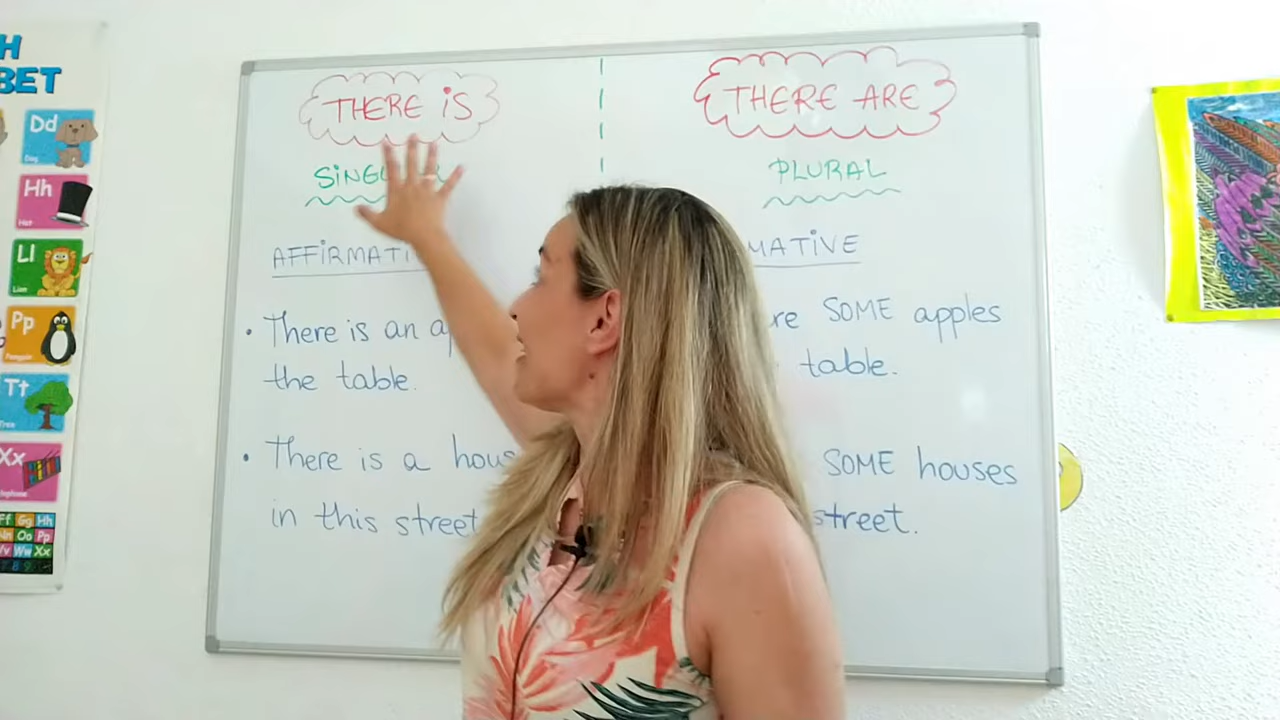 H
BET
Dd
Dog
Hh
Hat
Ll
Lion
Pp
Penguin
Tt
Tree
Xx
Ff Gg Hh
Nn Oo Pp
Vv Ww Xx
THERE IS
AFFIRMATI
• There is an ap
the table.
• There is a hous
in this street
THERE ARE
PLURAL
MATIVE
re SOME apples
table.
SOME houses
street.